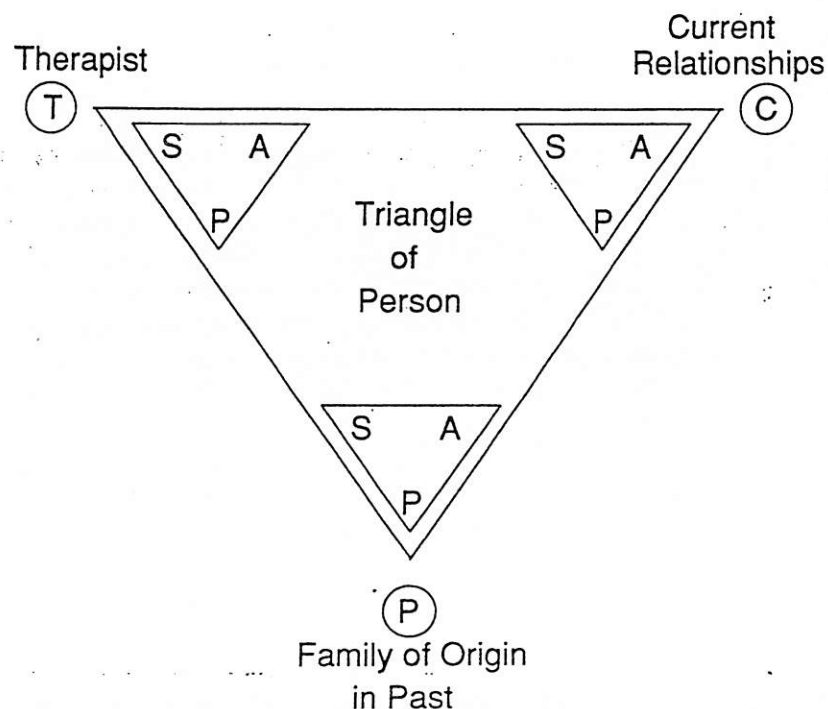 Therapist
Current
Relationships
T
C
S A
P
S A
P
Triangle
of
Person
S A
P
P
Family of Origin
in Past